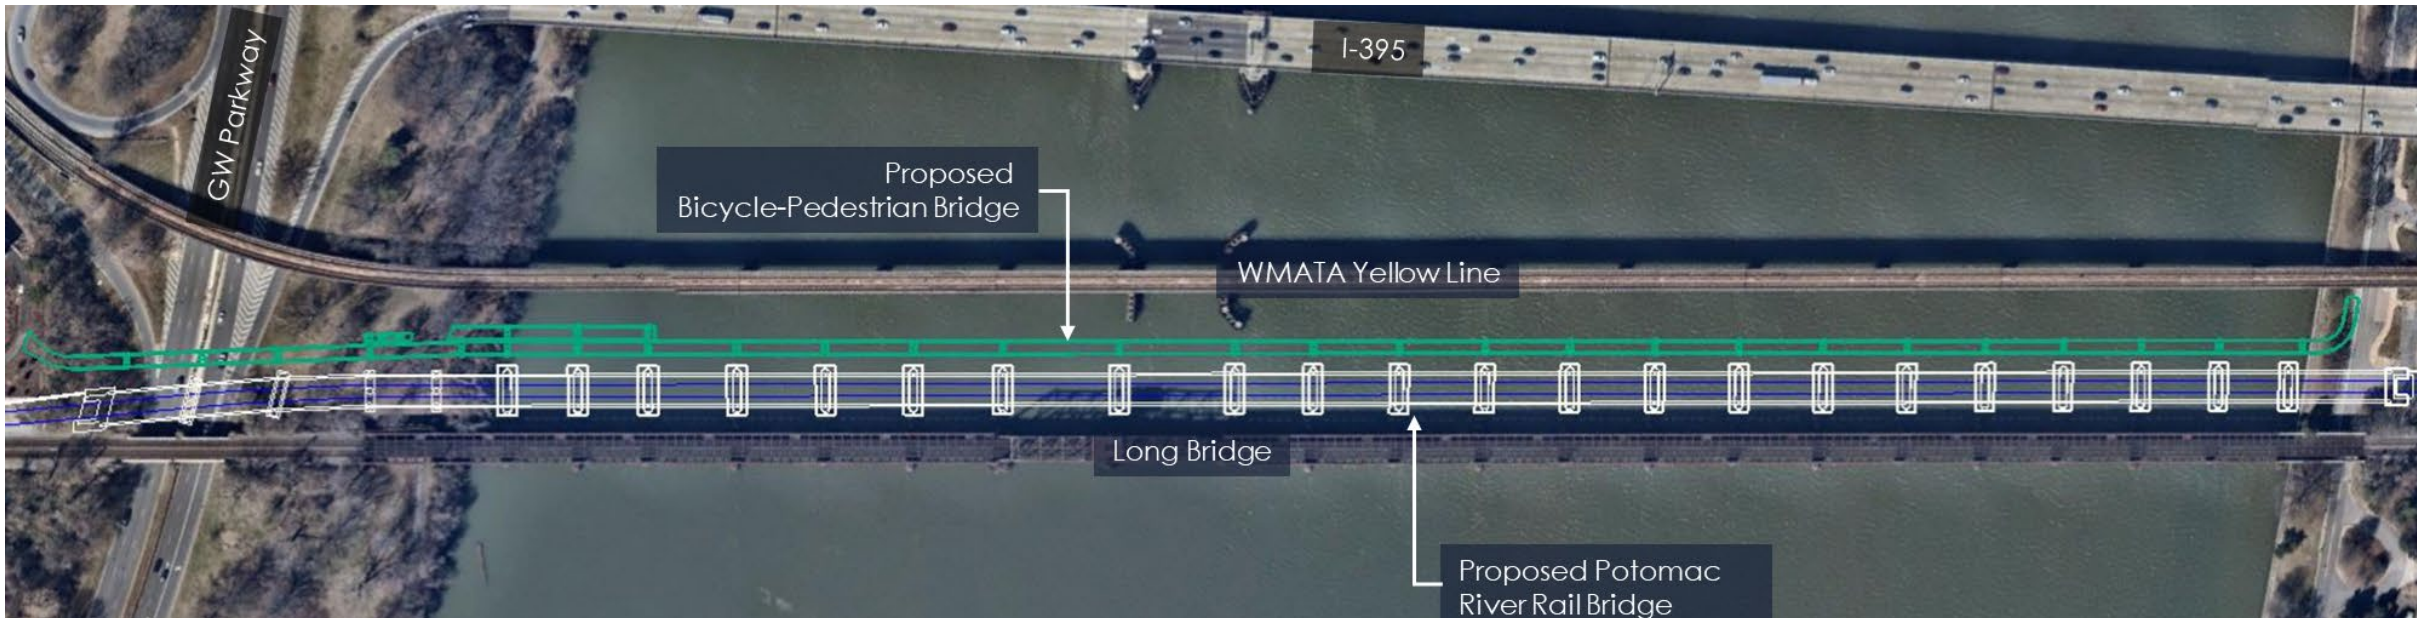 I-395
GW Parkway
Proposed
Bicycle-Pedestrian Bridge
WMATA Yellow Line
Long Bridge
Proposed Potomac
River Rail Bridge